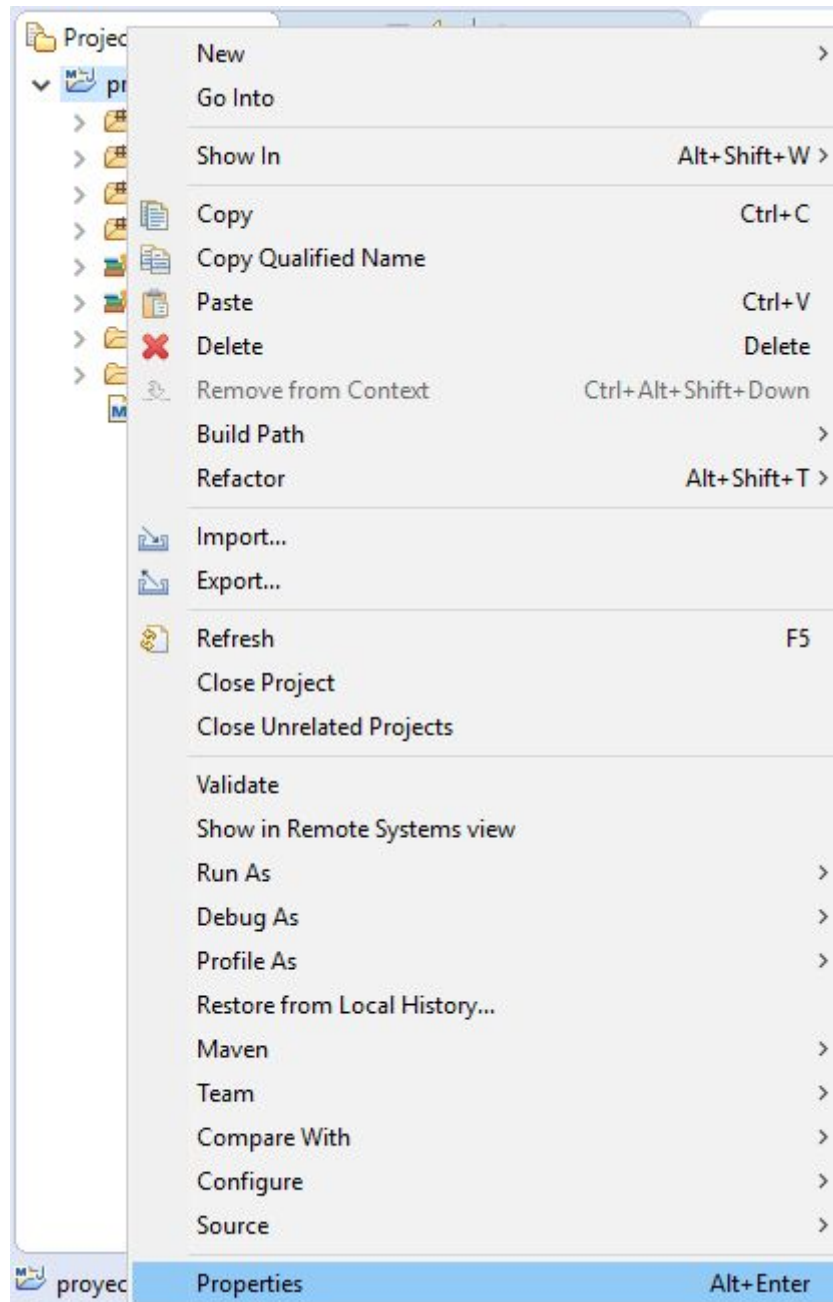 Projec
New
pr
Go Into
Show In Alt+Shift+W
Copy Ctrl+C
Copy Qualified Name
Paste Ctrl+V
Delete Delete
Remove from Context Ctrl+Alt+Shift+Down
Build Path
Refactor Alt+Shift+T
Import...
Export...
Refresh F5
Close Project
Close Unrelated Projects
Validate
Show in Remote Systems view
Run As
Debug As
Profile As
Restore from Local History...
Maven
Team
Compare With
Configure
Source
proyec
Properties Alt+Enter